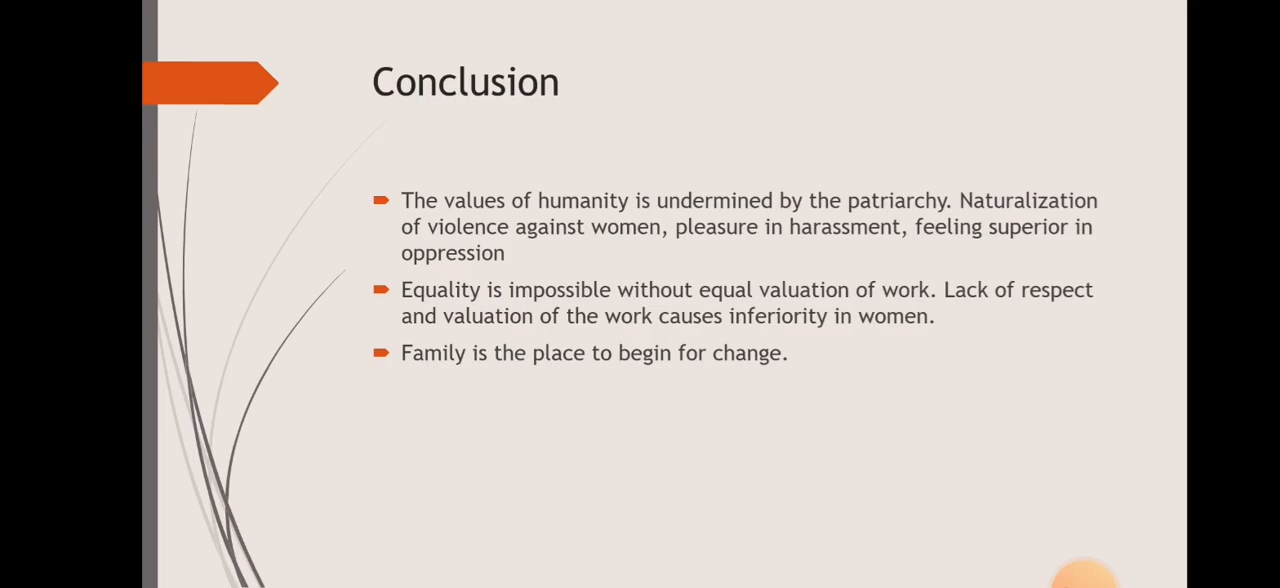 Conclusion
The values of humanity is undermined by the patriarchy. Naturalization
of violence against women, pleasure in harassment, feeling superior in
oppression
Equality is impossible without equal valuation of work. Lack of respect
and valuation of the work causes inferiority in women.
Family is the place to begin for change.